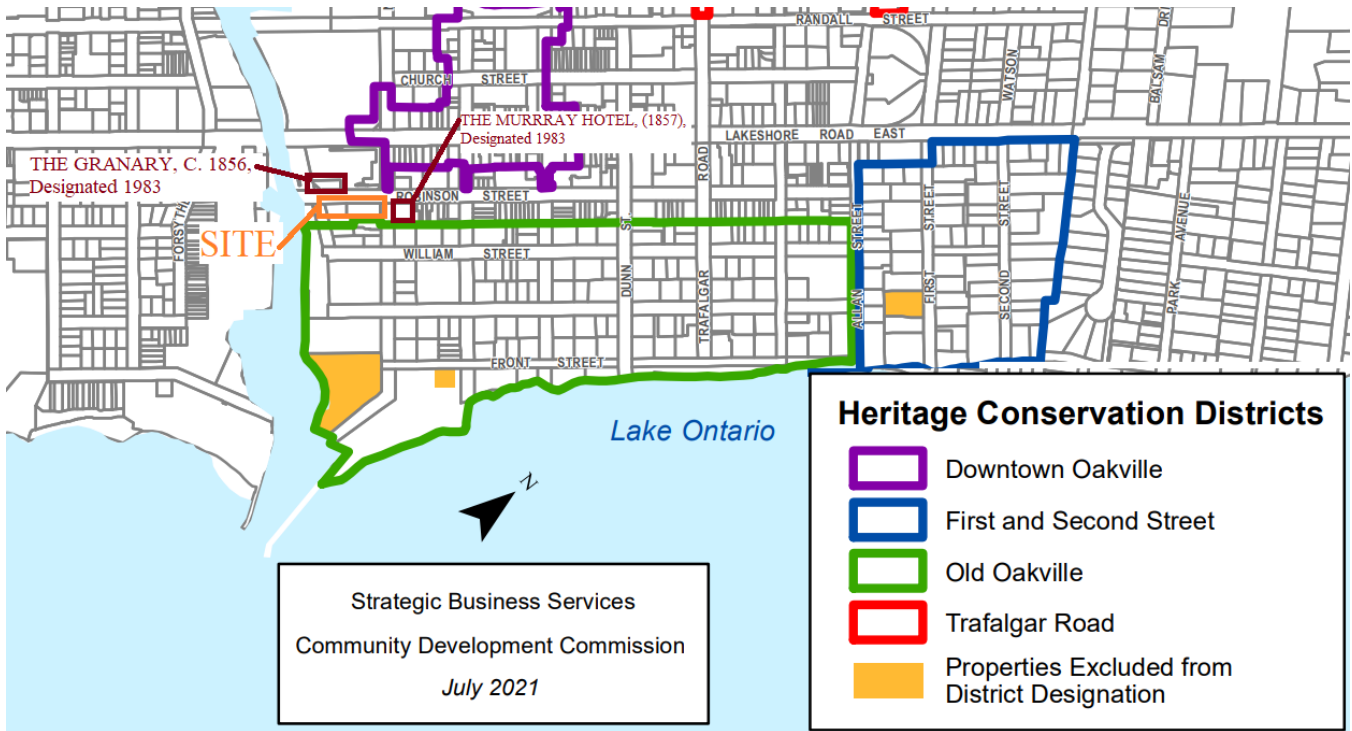 RANDALL STREET
CHURCH STREET
WATSON
BALSAM DRI
THE MURRRAY HOTEL, (1857),
Designated 1983
LAKESHORE ROAD EAST
ROAD
THE GRANARY, C. 1856,
Designated 1983
ROBINSON STREET
SITE
FORSYTHE
WILLIAM STREET
DUNN ST.
TRAFALGAR
ALLAN STREET
FIRST STREET
SECOND STREET
PARK AVENUE
FRONT STREET
Lake Ontario
N
Heritage Conservation Districts
Downtown Oakville
First and Second Street
Old Oakville
Trafalgar Road
Properties Excluded from
District Designation
Strategic Business Services
Community Development Commission
July 2021